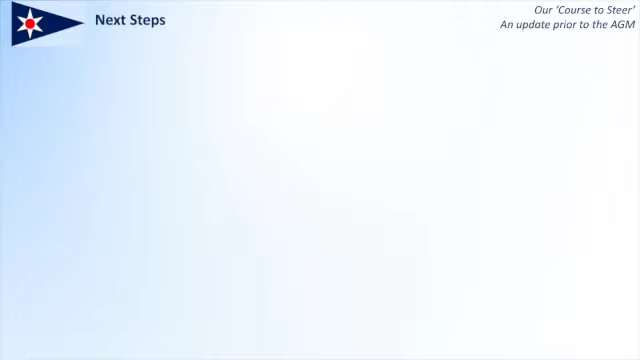 Next Steps
Our ‘Course to Steer’
An update prior to the AGM